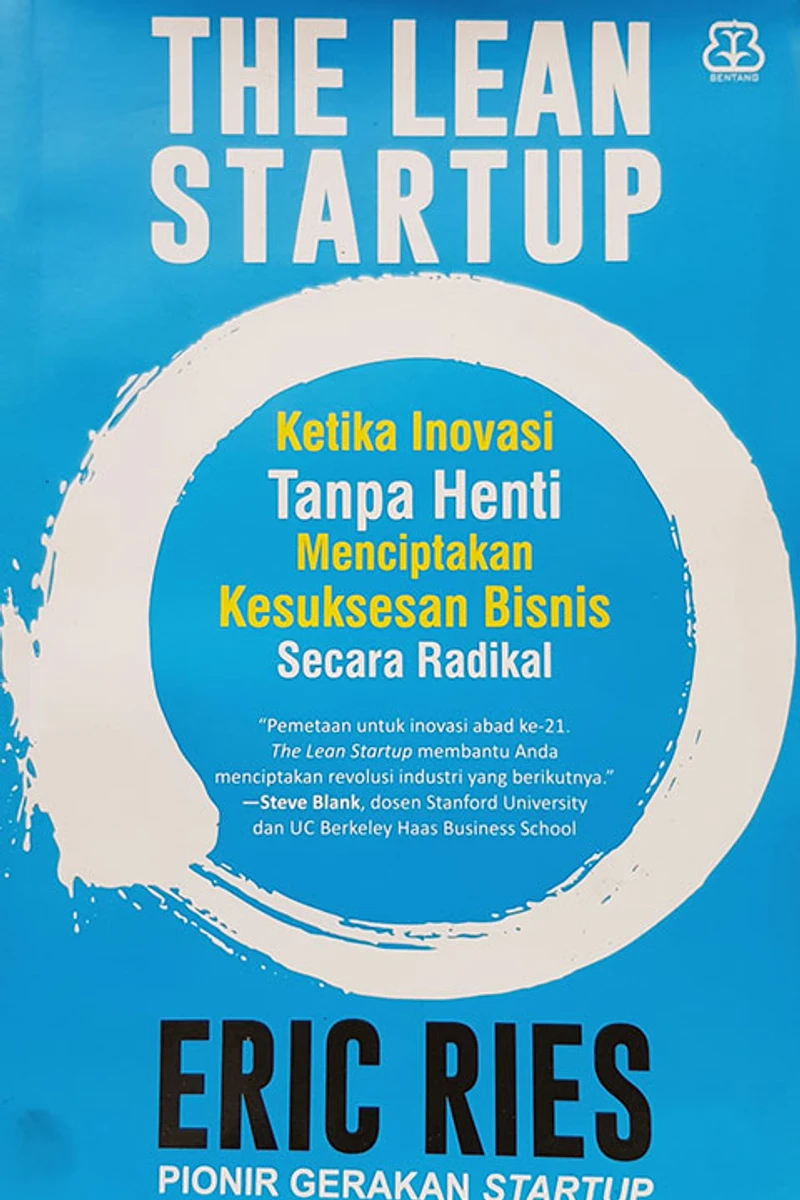 THE LEAN
STARTUP
BENTANG
Ketika Inovasi
Tanpa Henti
Menciptakan
Kesuksesan Bisnis
Secara Radikal
“Pemetaan untuk inovasi abad ke-21.
The Lean Startup membantu Anda
menciptakan revolusi industri yang berikutnya.”
—Steve Blank, dosen Stanford University
dan UC Berkeley Haas Business School
ERIC RIES
PIONIR GERAKAN STARTUP